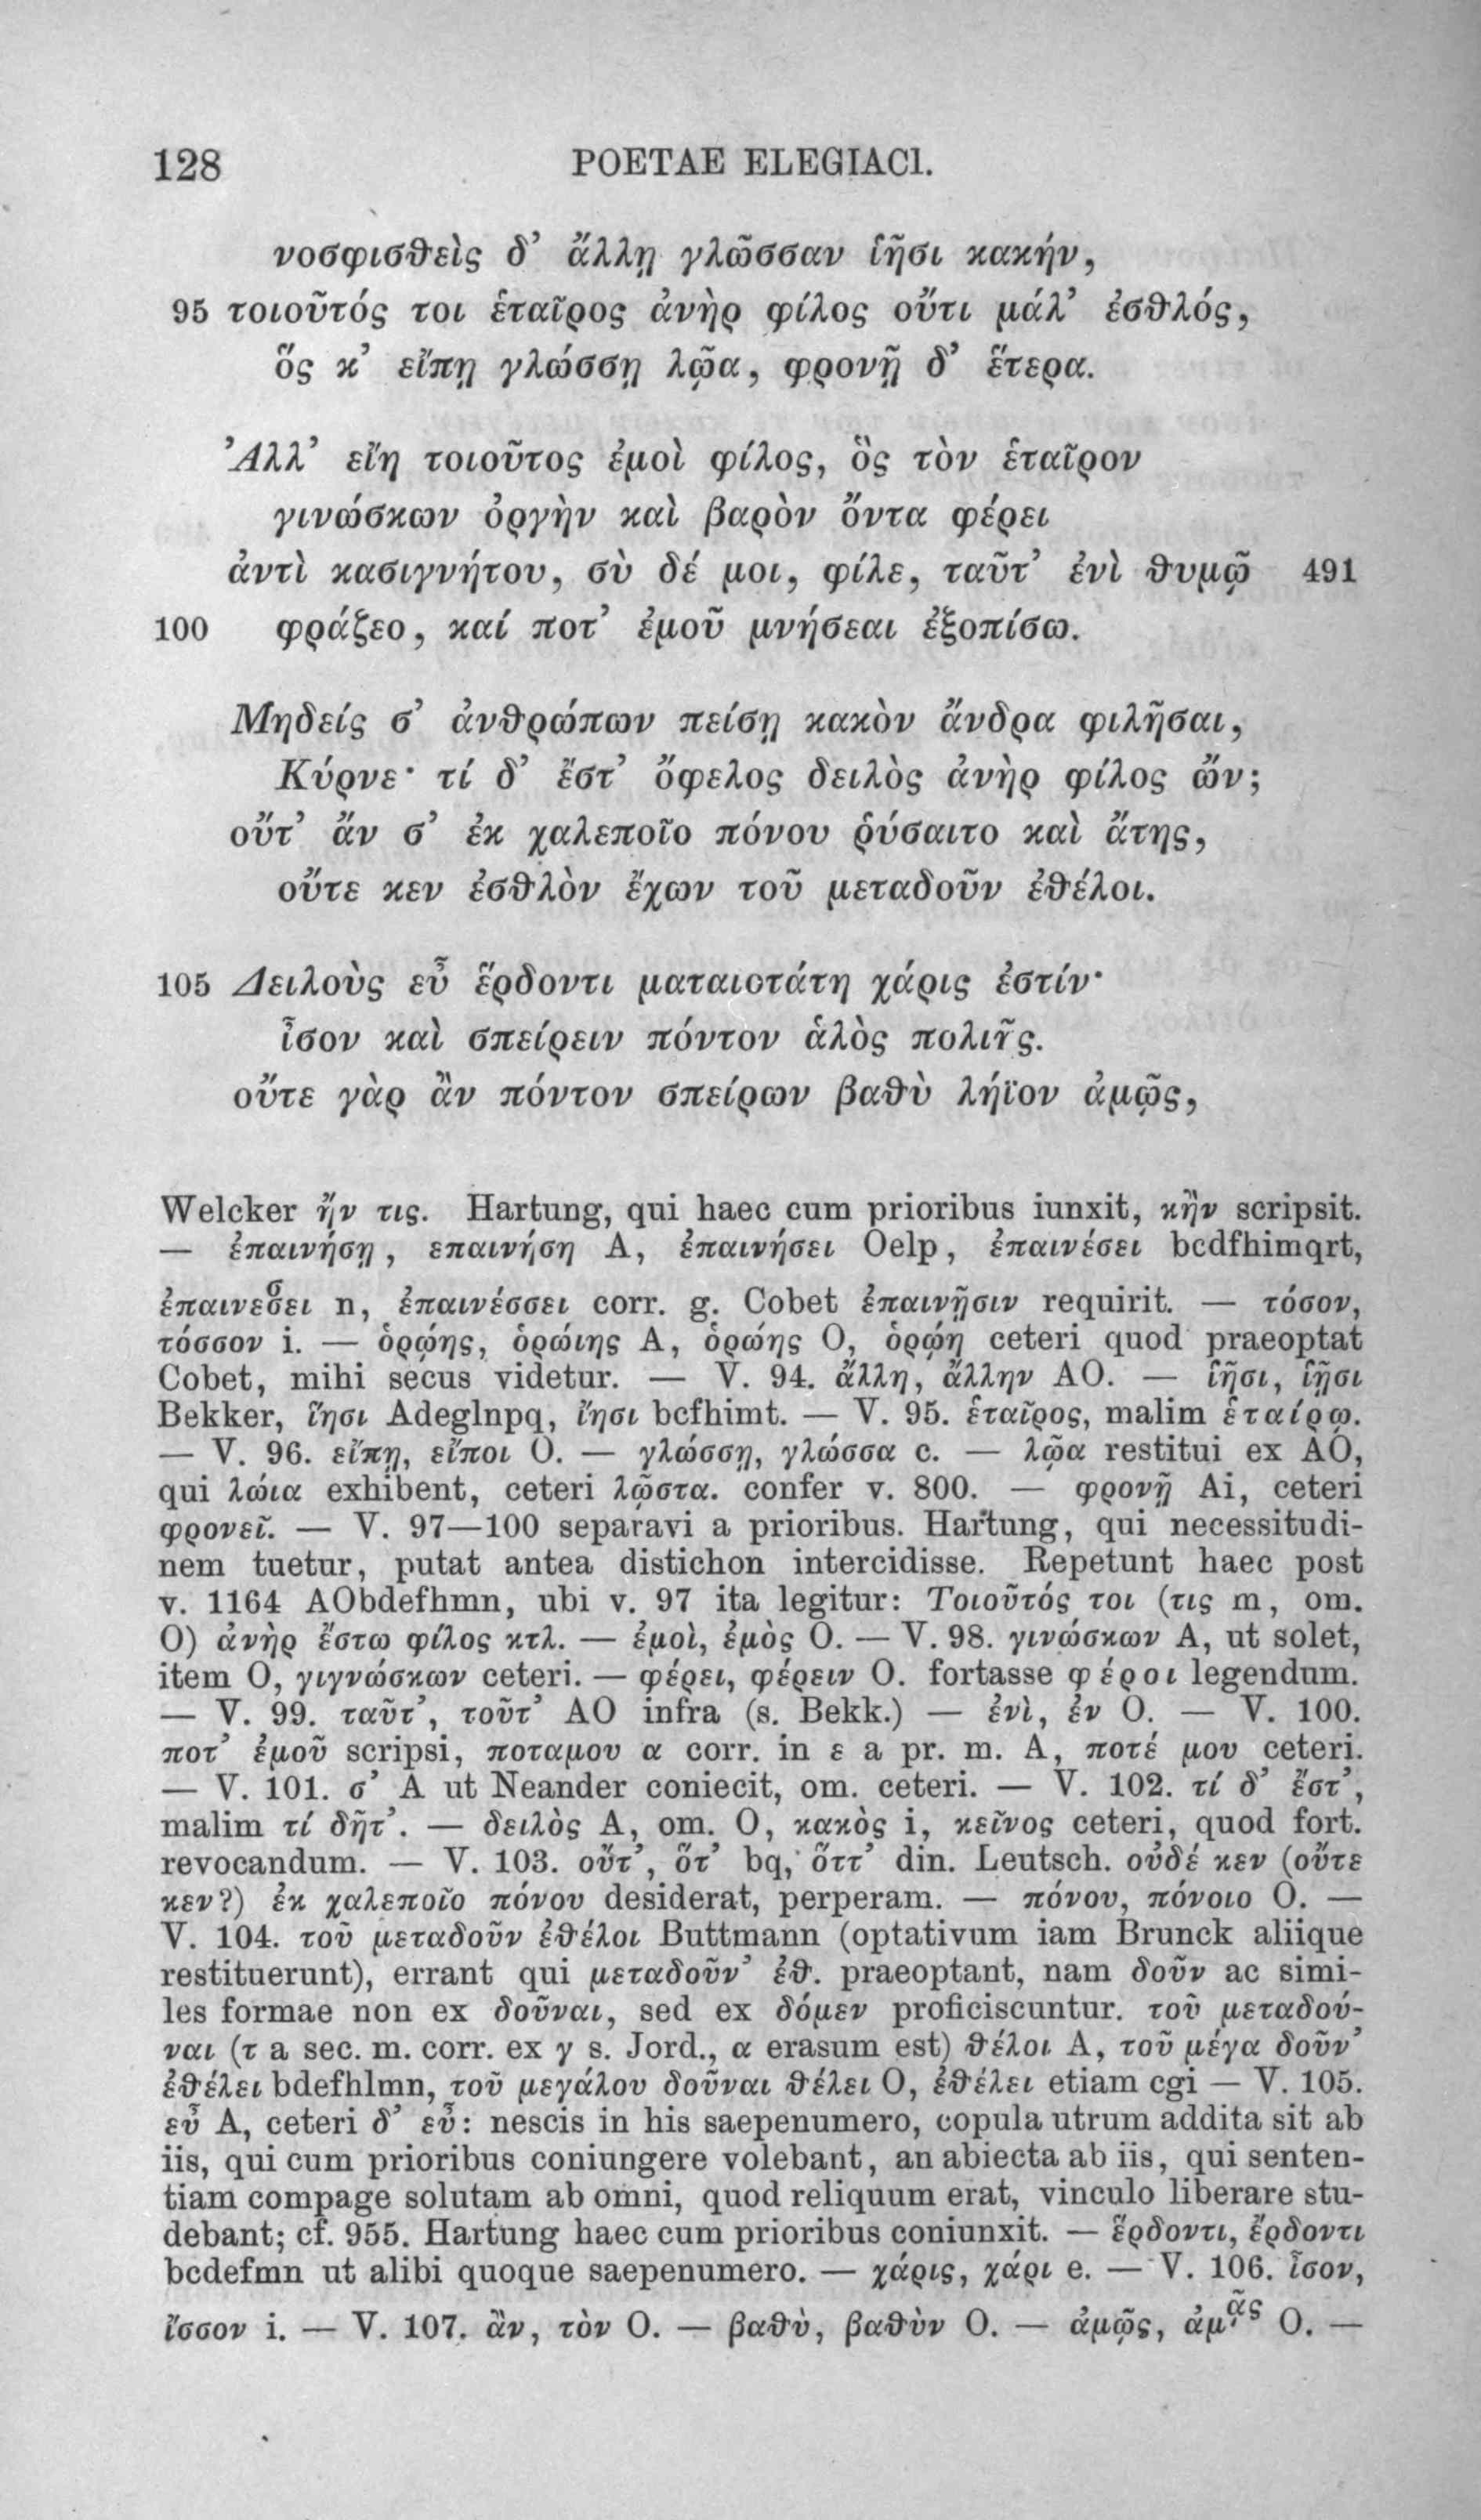 128 POETAE ELEGIACI.
νοσφισθεὶς δ’ ἄλλῃ γλῶσσαν ἱῆσι κακήν,
95 τοιοῦτός τοι ἑταῖρος ἀνὴρ φίλος οὔτι μάλ’ ἐσθλός,
ὅς κ’ εἴπῃ γλώσσῃ λῷα, φρονῇ δ’ ἕτερα.
Ἀλλ’ εἴη τοιοῦτος ἐμοὶ φίλος, ὃς τὸν ἑταῖρον
γινώσκων ὀργὴν καὶ βαρὺν ὄντα φέρει
ἀντὶ κασιγνήτου, σὺ δέ μοι, φίλε, ταῦτ’ ἐνὶ θυμῷ 491
100 φράζεο, καί ποτ’ ἐμοῦ μνήσεαι ἐξοπίσω.
Μηδείς σ’ ἀνθρώπων πείσῃ κακὸν ἄνδρα φιλῆσαι,
Κύρνε· τί δ’ ἔστ’ ὄφελος δειλὸς ἀνὴρ φίλος ὤν;
οὔτ’ ἄν σ’ ἐκ χαλεποῖο πόνου ῥύσαιτο καὶ ἄτης,
οὔτε κεν ἐσθλὸν ἔχων τοῦ μεταδοῦν ἐθέλοι.
105 Δειλοὺς εὖ ἕρδοντι ματαιοτάτη χάρις ἐστίν·
ἶσον καὶ σπείρειν πόντον ἁλὸς πολιῆς.
οὔτε γὰρ ἂν πόντον σπείρων βαθὺ λήϊον ἀμῷς,
Welcker ἤν τις. Hartung, qui haec cum prioribus iunxit, κἢν scripsit.
— ἐπαινήσῃ, επαινήση A, ἐπαινήσει Oelp, ἐπαινέσει bcdfhimqrt,
ἐπαινεσσει n, ἐπαινέσσει corr. g. Cobet ἐπαινῇσιν requirit. — τόσον,
τόσσον i. — ὁρῴης, ὁρώιης A, ὁρώης O, ὁρῴη ceteri quod praeoptat
Cobet, mihi secus videtur. — V. 94. ἄλλῃ, ἄλλην AO. — ἱῆσι, ἱῇσι
Bekker, ἵησι Adeglnpq, ἴησι bcfhimt. — V. 95. ἑταῖρος, malim ἑταίρῳ.
— V. 96. εἴπῃ, εἴποι O. — γλώσσῃ, γλώσσα c. — λῷα restitui ex AO,
qui λώια exhibent, ceteri λῷστα. confer v. 800. — φρονῇ Ai, ceteri
φρονεῖ. — V. 97—100 separavi a prioribus. Hartung, qui necessitudi-
nem tuetur, putat antea distichon intercidisse. Repetunt haec post
v. 1164 AObdefhmn, ubi v. 97 ita legitur: Τοιοῦτός τοι (τις m, om.
O) ἀνὴρ ἔστω φίλος κτλ. — ἐμοὶ, ἐμὸς O. — V. 98. γινώσκων A, ut solet,
item O, γιγνώσκων ceteri. — φέρει, φέρειν O. fortasse φέροι legendum.
— V. 99. ταῦτ’, τοῦτ’ AO infra (s. Bekk.) — ἐνὶ, ἐν O. — V. 100.
ποτ’ ἐμοῦ scripsi, ποταμου α corr. in ε a pr. m. A, ποτέ μου ceteri.
— V. 101. σ’ A ut Neander coniecit, om. ceteri. — V. 102. τί δ’ ἔστ’,
malim τί δῆτ’. — δειλὸς A, om. O, κακὸς i, κεῖνος ceteri, quod fort.
revocandum. — V. 103. οὔτ’, ὅτ’ bq, ὅττ’ din. Leutsch. οὐδέ κεν (οὔτε
κεν?) ἐκ χαλεποῖο πόνου desiderat, perperam. — πόνου, πόνοιο O. —
V. 104. τοῦ μεταδοῦν ἐθέλοι Buttmann (optativum iam Brunck aliique
restituerunt), errant qui μεταδοῦν’ ἐθ. praeoptant, nam δοῦν ac simi-
les formae non ex δοῦναι, sed ex δόμεν proficiscuntur. τοῦ μεταδού-
ναι (τ a sec. m. corr. ex γ s. Jord., α erasum est) θέλοι A, τοῦ μέγα δοῦν’
ἐθέλει bdefhlmn, τοῦ μεγάλου δοῦναι θέλει O, ἐθέλει etiam cgi — V. 105.
εὖ A, ceteri δ’ εὖ: nescis in his saepenumero, copula utrum addita sit ab
iis, qui cum prioribus coniungere volebant, an abiecta ab iis, qui senten-
tiam compage solutam ab omni, quod reliquum erat, vinculo liberare stu-
debant; cf. 955. Hartung haec cum prioribus coniunxit. — ἕρδοντι, ἔρδοντι
bcdefmn ut alibi quoque saepenumero. — χάρις, χάρι e. — V. 106. ἶσον,
ἴσσον i. — V. 107. ἂν, τὸν O. — βαθὺ, βαθὺν O. — ἀμῷς, ἀμᾶς O. —